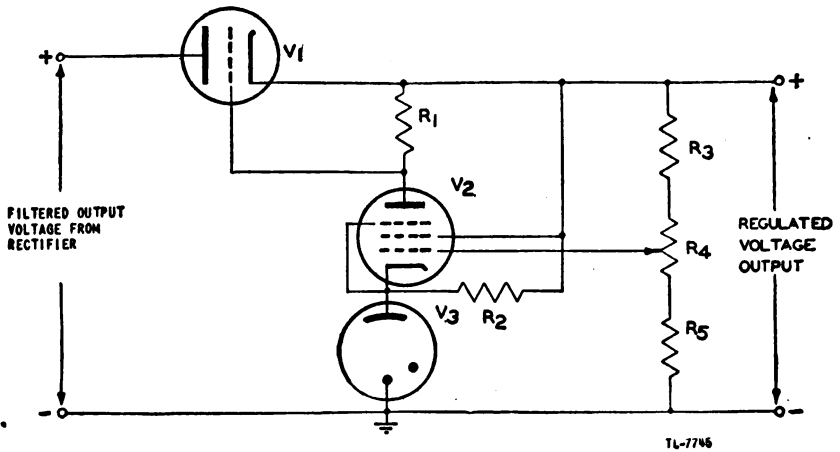 +
V1
+
R1
R3
V2
FILTERED OUTPUT
VOLTAGE FROM
RECTIFIER
REGULATED
VOLTAGE
OUTPUT
R4
V3
R2
R5
-
-
TL-7745